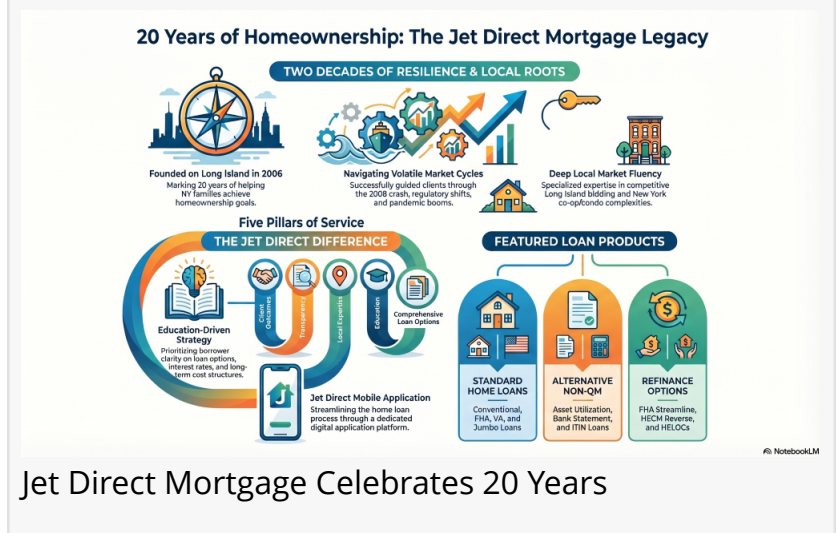 20 Years of Homeownership: The Jet Direct Mortgage Legacy
TWO DECADES OF RESILIENCE & LOCAL ROOTS
Founded on Long Island in 2006
Marking 20 years of helping
NY families achieve
homeownership goals.
Navigating Volatile Market Cycles
Successfully guided clients through
the 2008 crash, regulatory shifts,
and pandemic booms.
Deep Local Market Fluency
Specialized expertise in competitive
Long Island bidding and New York
co-op/condo complexities.
Five Pillars of Service
THE JET DIRECT DIFFERENCE
Education-Driven
Strategy
Prioritizing borrower
clarity on loan options,
interest rates, and long-
term cost structures.
Client
Outcomes
Transparency
Local Expertise
Education
Comprehensive
Loan Options
J
Jet Direct Mobile Application
Streamlining the home loan
process through a dedicated
digital application platform.
FEATURED LOAN PRODUCTS
STANDARD
HOME LOANS
Conventional,
FHA, VA, and
Jumbo Loans
ALTERNATIVE
NON-QM
Asset Utilization,
Bank Statement,
and ITIN Loans
REFINANCE
OPTIONS
FHA Streamline,
HECM Reverse,
and HELOCs
NotebookLM
Jet Direct Mortgage Celebrates 20 Years